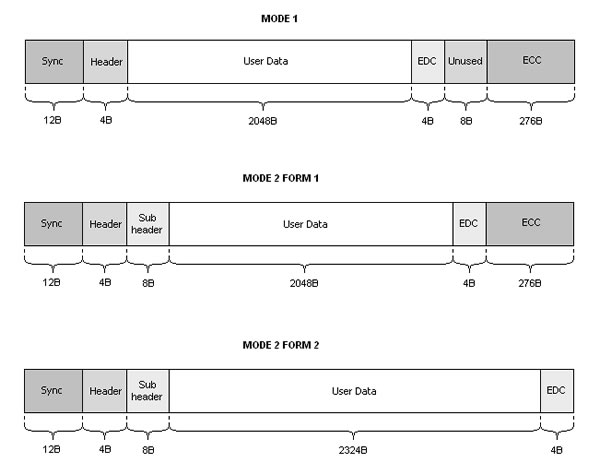 MODE 1
Sync Header User Data EDC Unused ECC
12B 4B 2048B 4B 8B 276B
MODE 2 FORM 1
Sync Header Sub header User Data EDC ECC
12B 4B 8B 2048B 4B 276B
MODE 2 FORM 2
Sync Header Sub header User Data EDC
12B 4B 8B 2324B 4B